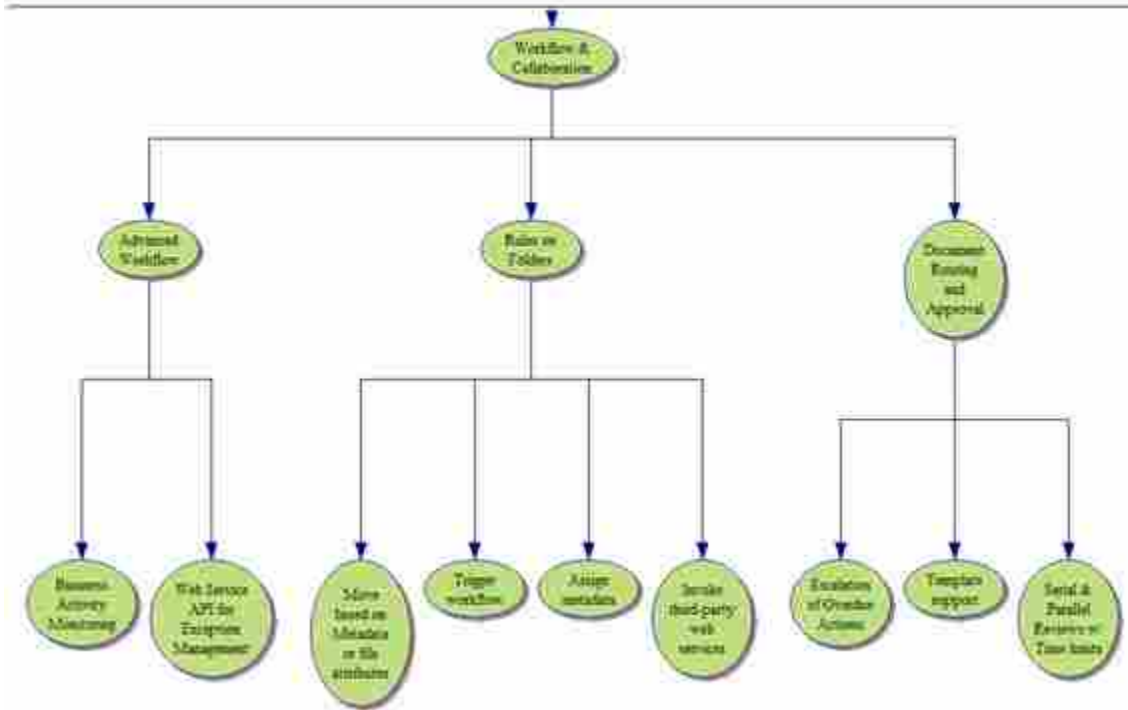 Workflow &
Collaboration
Advanced
Workflow
Rules on
Folders
Document
Routing
and
Approval
Business
Activity
Monitoring
Web Service
API for
Exception
Management
Move
based on
Metadata
or file
attributes
Trigger
workflow
Assign
metadata
Invoke
third-party
web
services
Escalation
of Overdue
Actions
Template
support
Serial &
Parallel
Reviews w/
Time limits